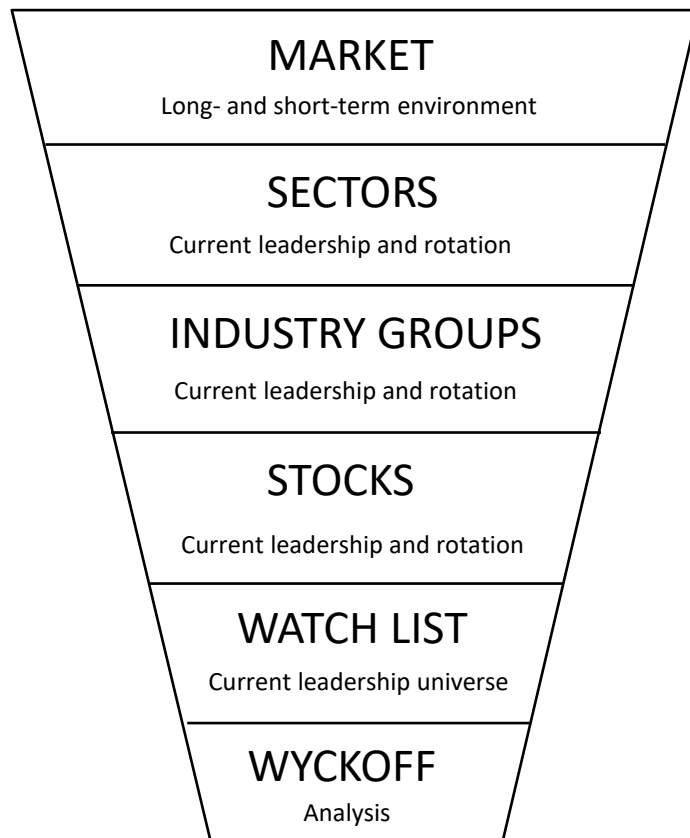 MARKET
Long- and short-term environment
SECTORS
Current leadership and rotation
INDUSTRY GROUPS
Current leadership and rotation
STOCKS
Current leadership and rotation
WATCH LIST
Current leadership universe
WYCKOFF
Analysis